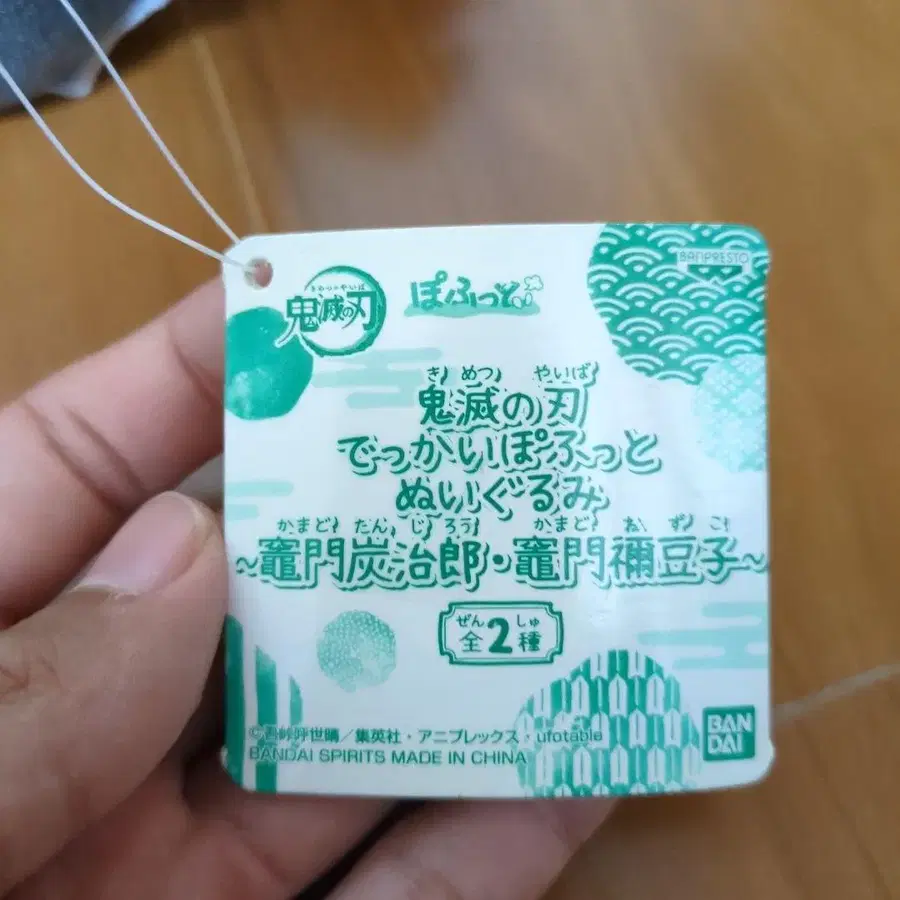 きめつのやいば
鬼滅の刃
ぽふっと
BANPRESTO
き めつ やいば
鬼滅の刃
でっかいぽふっと
ぬいぐるみ
かまど たん じ ろう かまど ね ず こ
~竈門炭治郎・竈門禰豆子~
ぜん しゅ
全2種
©吾峠呼世晴/集英社・アニプレックス・ufotable
BANDAI SPIRITS MADE IN CHINA
BAN
DAI